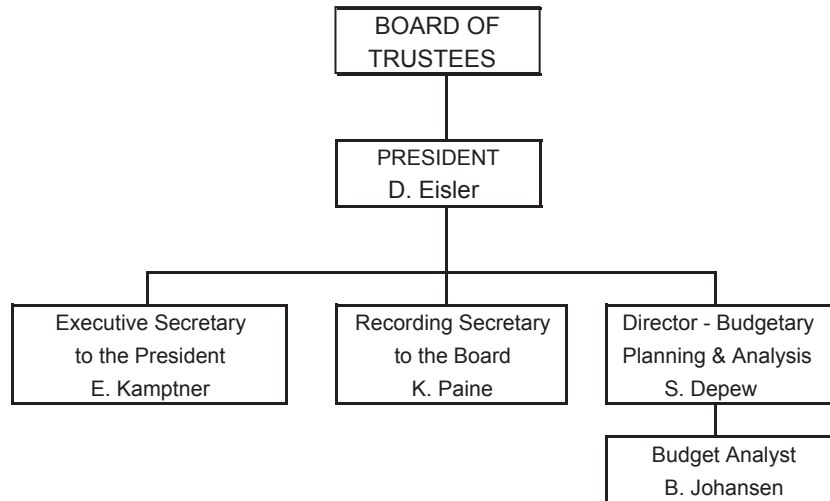 BOARD OF
TRUSTEES
PRESIDENT
D. Eisler
Executive Secretary
to the President
E. Kamptner
Recording Secretary
to the Board
K. Paine
Director - Budgetary
Planning & Analysis
S. Depew
Budget Analyst
B. Johansen